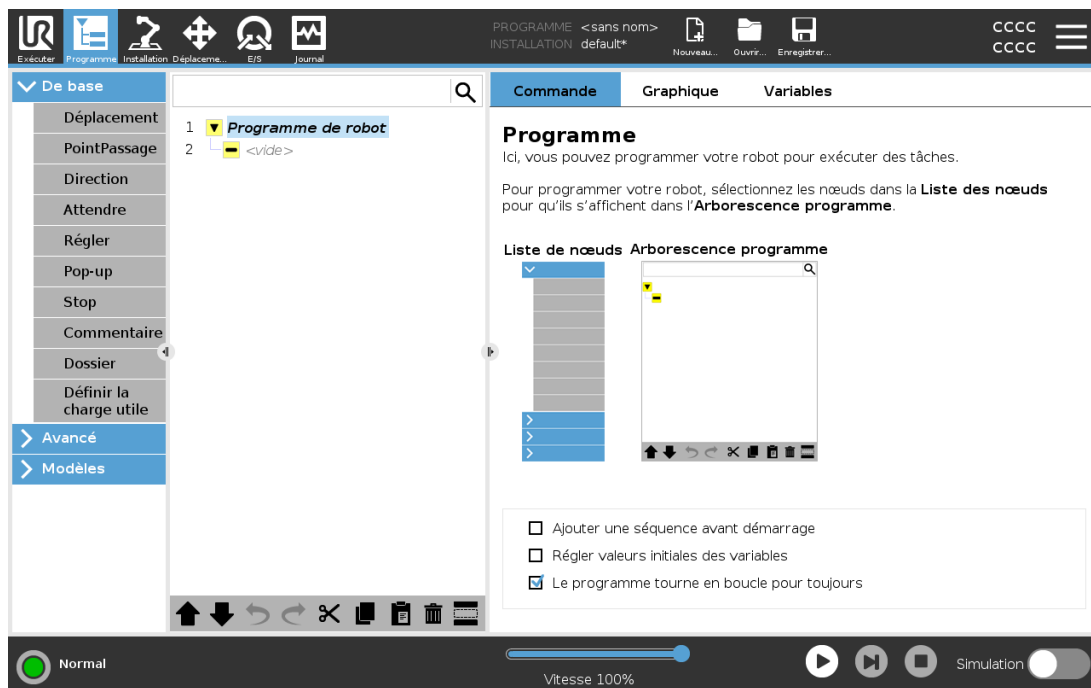 PROGRAMME <sans nom>
INSTALLATION default*
CCCC
CCCC
Exécuter Programme Installation Déplaceme... E/S Journal
Nouveau... Ouvrir... Enregistrer...
De base
Déplacement
PointPassage
Direction
Attendre
Régler
Pop-up
Stop
Commentaire
Dossier
Définir la
charge utile
Avancé
Modèles
1 Programme de robot
2 <vide>
Commande Graphique Variables
Programme
Ici, vous pouvez programmer votre robot pour exécuter des tâches.
Pour programmer votre robot, sélectionnez les nœuds dans la Liste des nœuds
pour qu'ils s'affichent dans l'Arborescence programme.
Liste de nœuds Arborescence programme
Ajouter une séquence avant démarrage
Régler valeurs initiales des variables
Le programme tourne en boucle pour toujours
Normal
Vitesse 100%
Simulation